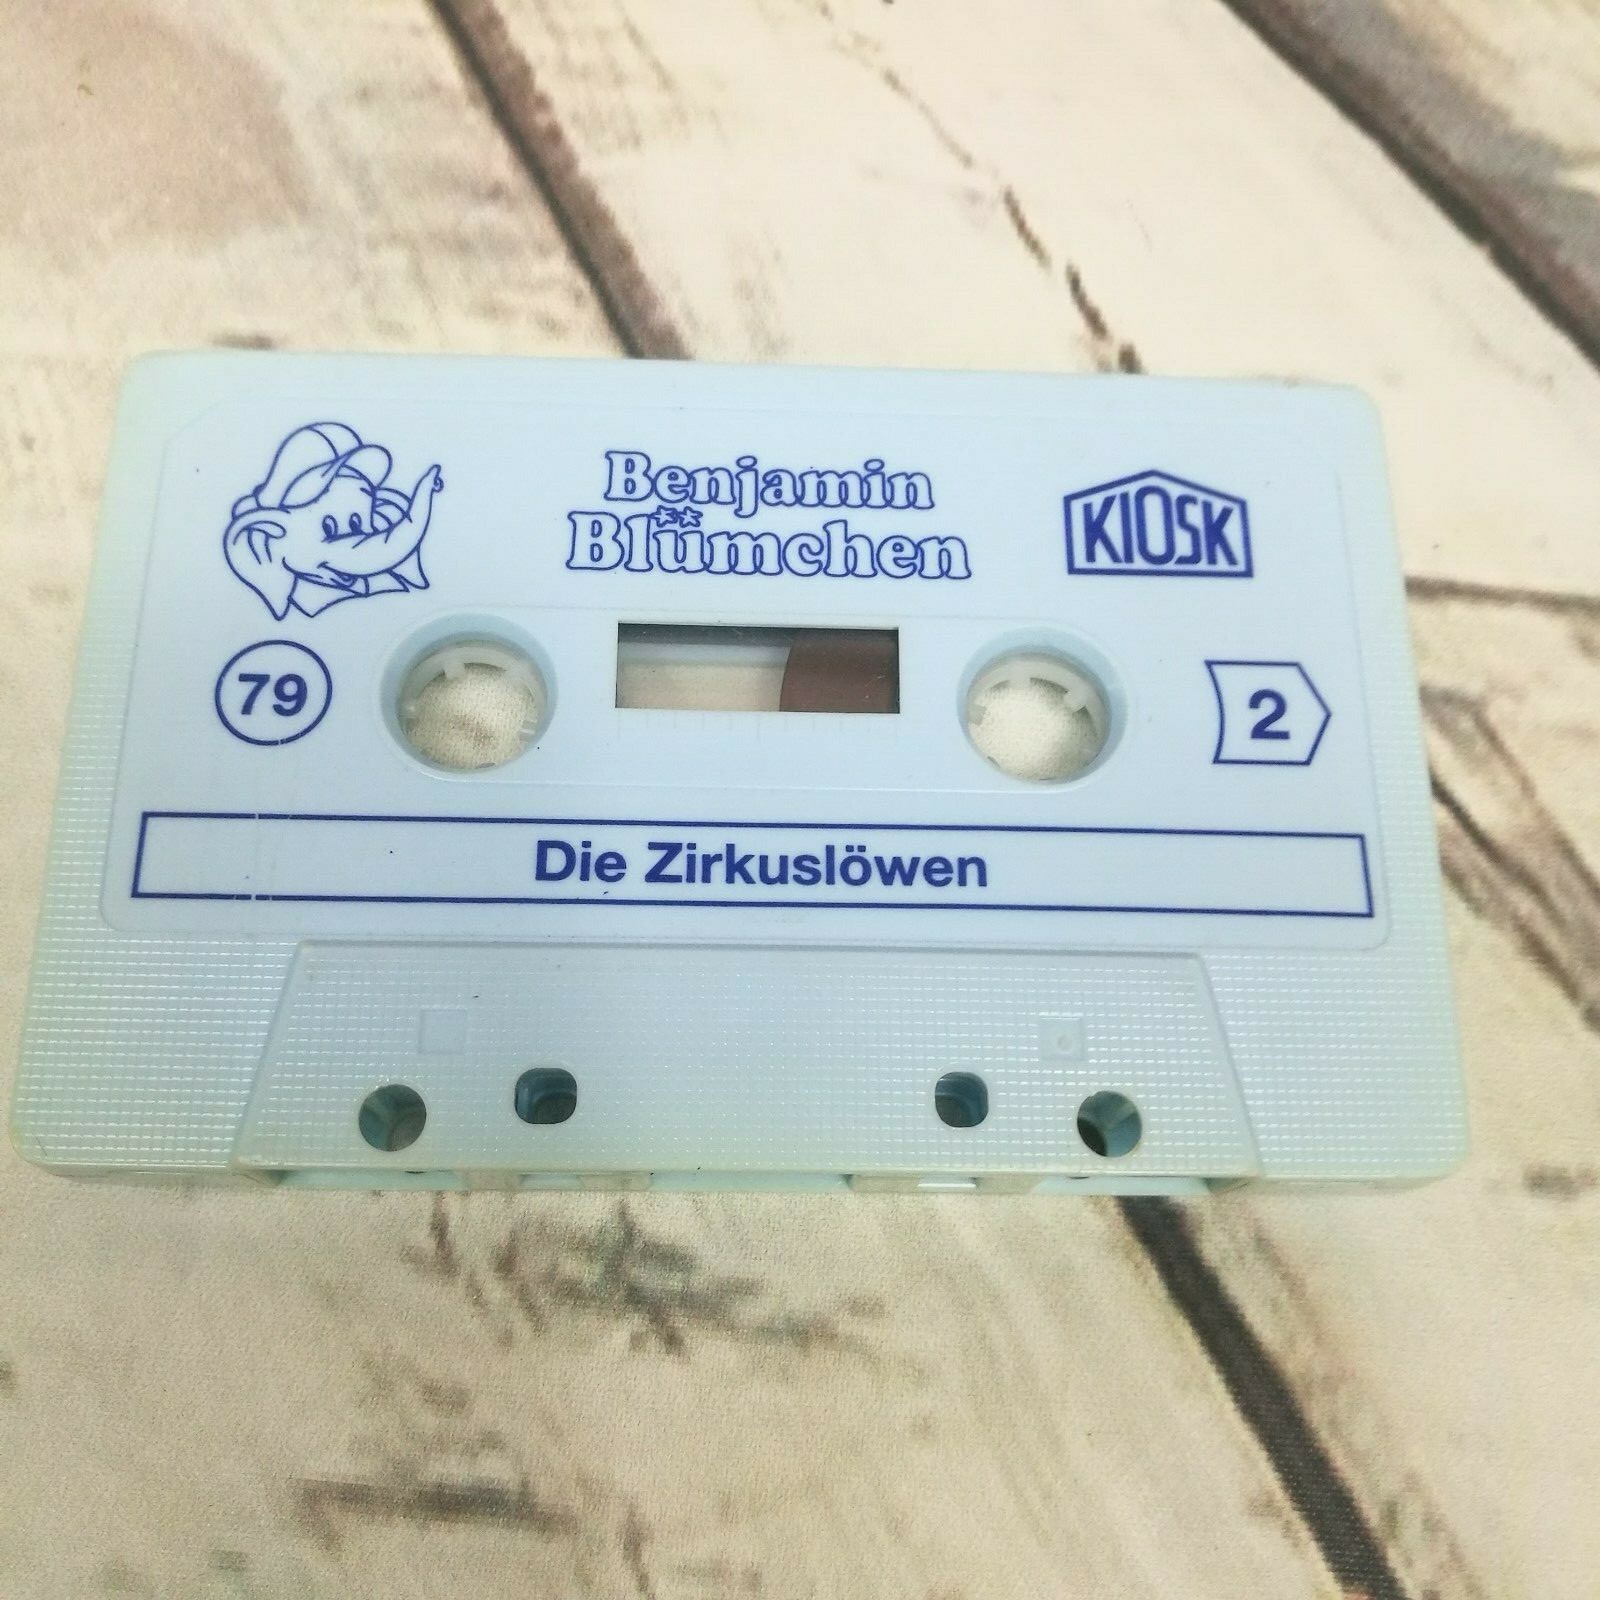 Benjamin
Blümchen
KIOSK
79
2
Die Zirkuslöwen